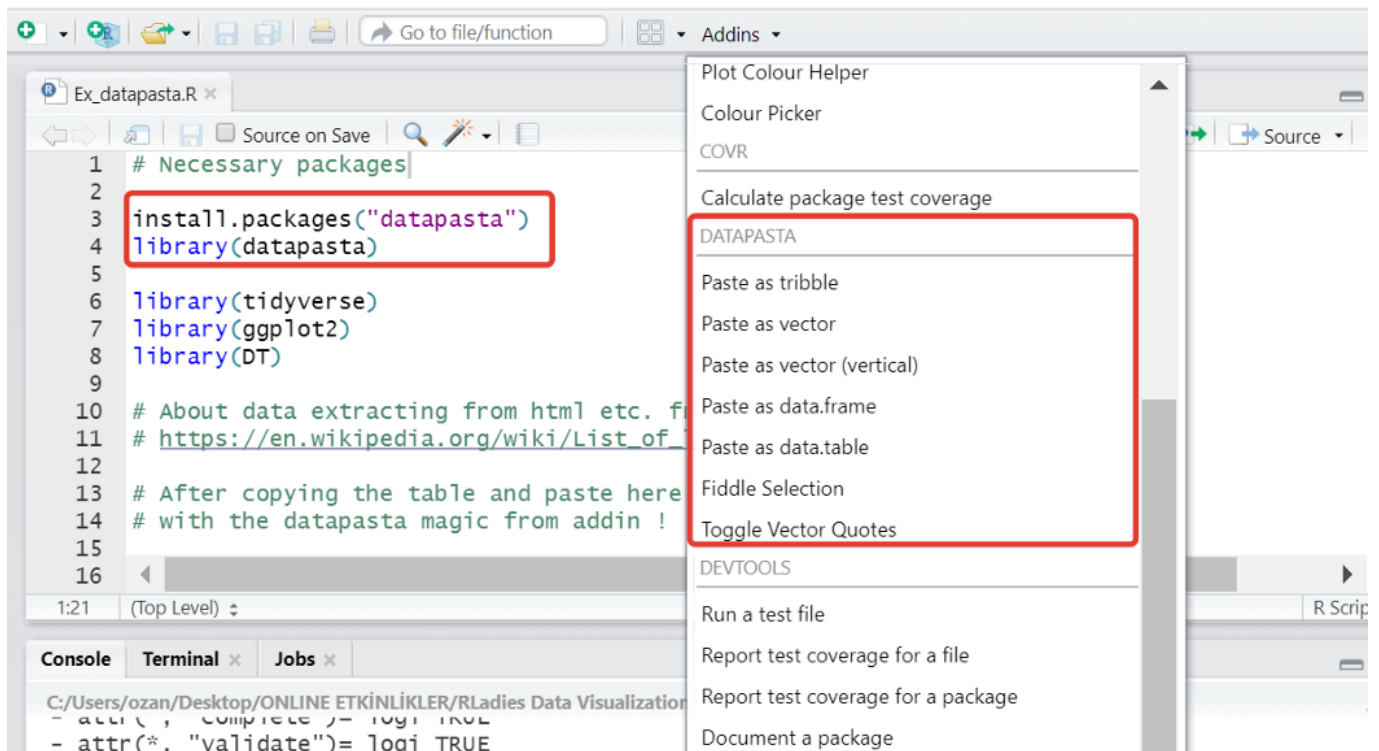 Go to file/function
Addins
Ex_datapasta.R
Source on Save
Source
1 # Necessary packages
2
3 install.packages("datapasta")
4 library(datapasta)
5
6 library(tidyverse)
7 library(ggplot2)
8 library(DT)
9
10 # About data extracting from html etc.
11 # https://en.wikipedia.org/wiki/List_of_
12
13 # After copying the table and paste here
14 # with the datapasta magic from addin !
15
16
1:21 (Top Level) R Scrip
Plot Colour Helper
Colour Picker
COVR
Calculate package test coverage
DATAPASTA
Paste as tribble
Paste as vector
Paste as vector (vertical)
Paste as data.frame
Paste as data.table
Fiddle Selection
Toggle Vector Quotes
DEVTOOLS
Run a test file
Report test coverage for a file
Report test coverage for a package
Document a package
Console Terminal Jobs
C:/Users/ozan/Desktop/ONLINE ETKİNLİKLER/RLadies Data Visualization
- attr(*, "validate")= logi TRUE